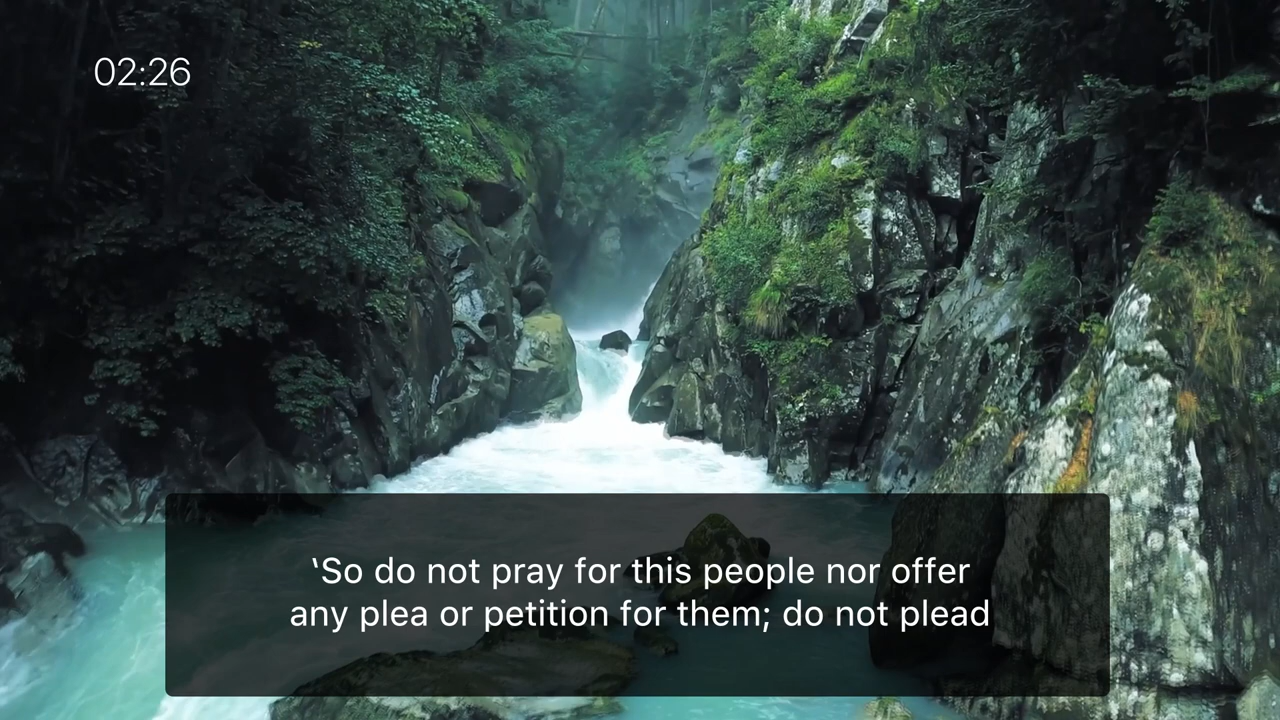 02:26
‛So do not pray for this people nor offer
any plea or petition for them; do not plead